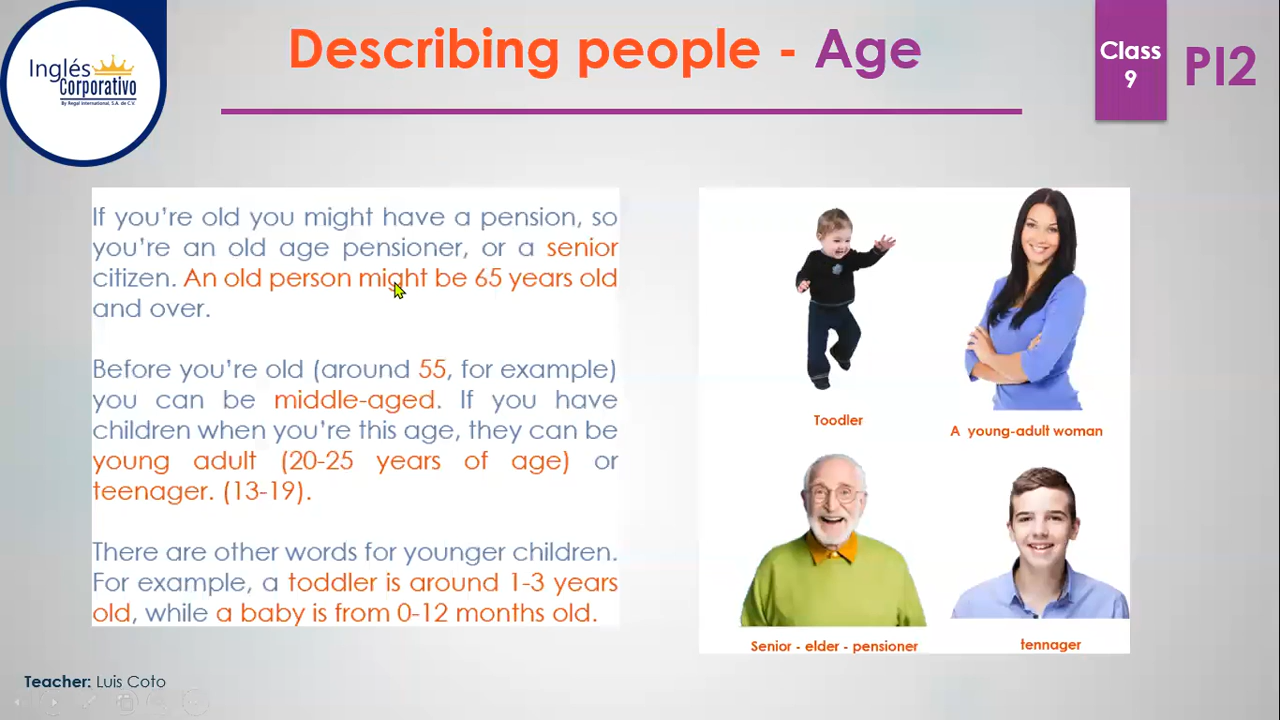 Inglés
Corporativo
By Regal International, S.A. de C.V.
Describing people - Age
Class
9
PI2
If you're old you might have a pension, so
you're an old age pensioner, or a senior
citizen. An old person might be 65 years old
and over.
Before you're old (around 55, for example)
you can be middle-aged. If you have
children when you're this age, they can be
young adult (20-25 years of age) or
teenager. (13-19).
There are other words for younger children.
For example, a toddler is around 1-3 years
old, while a baby is from 0-12 months old.
Toodler
A young-adult woman
Senior - elder - pensioner
tennager
Teacher: Luis Coto